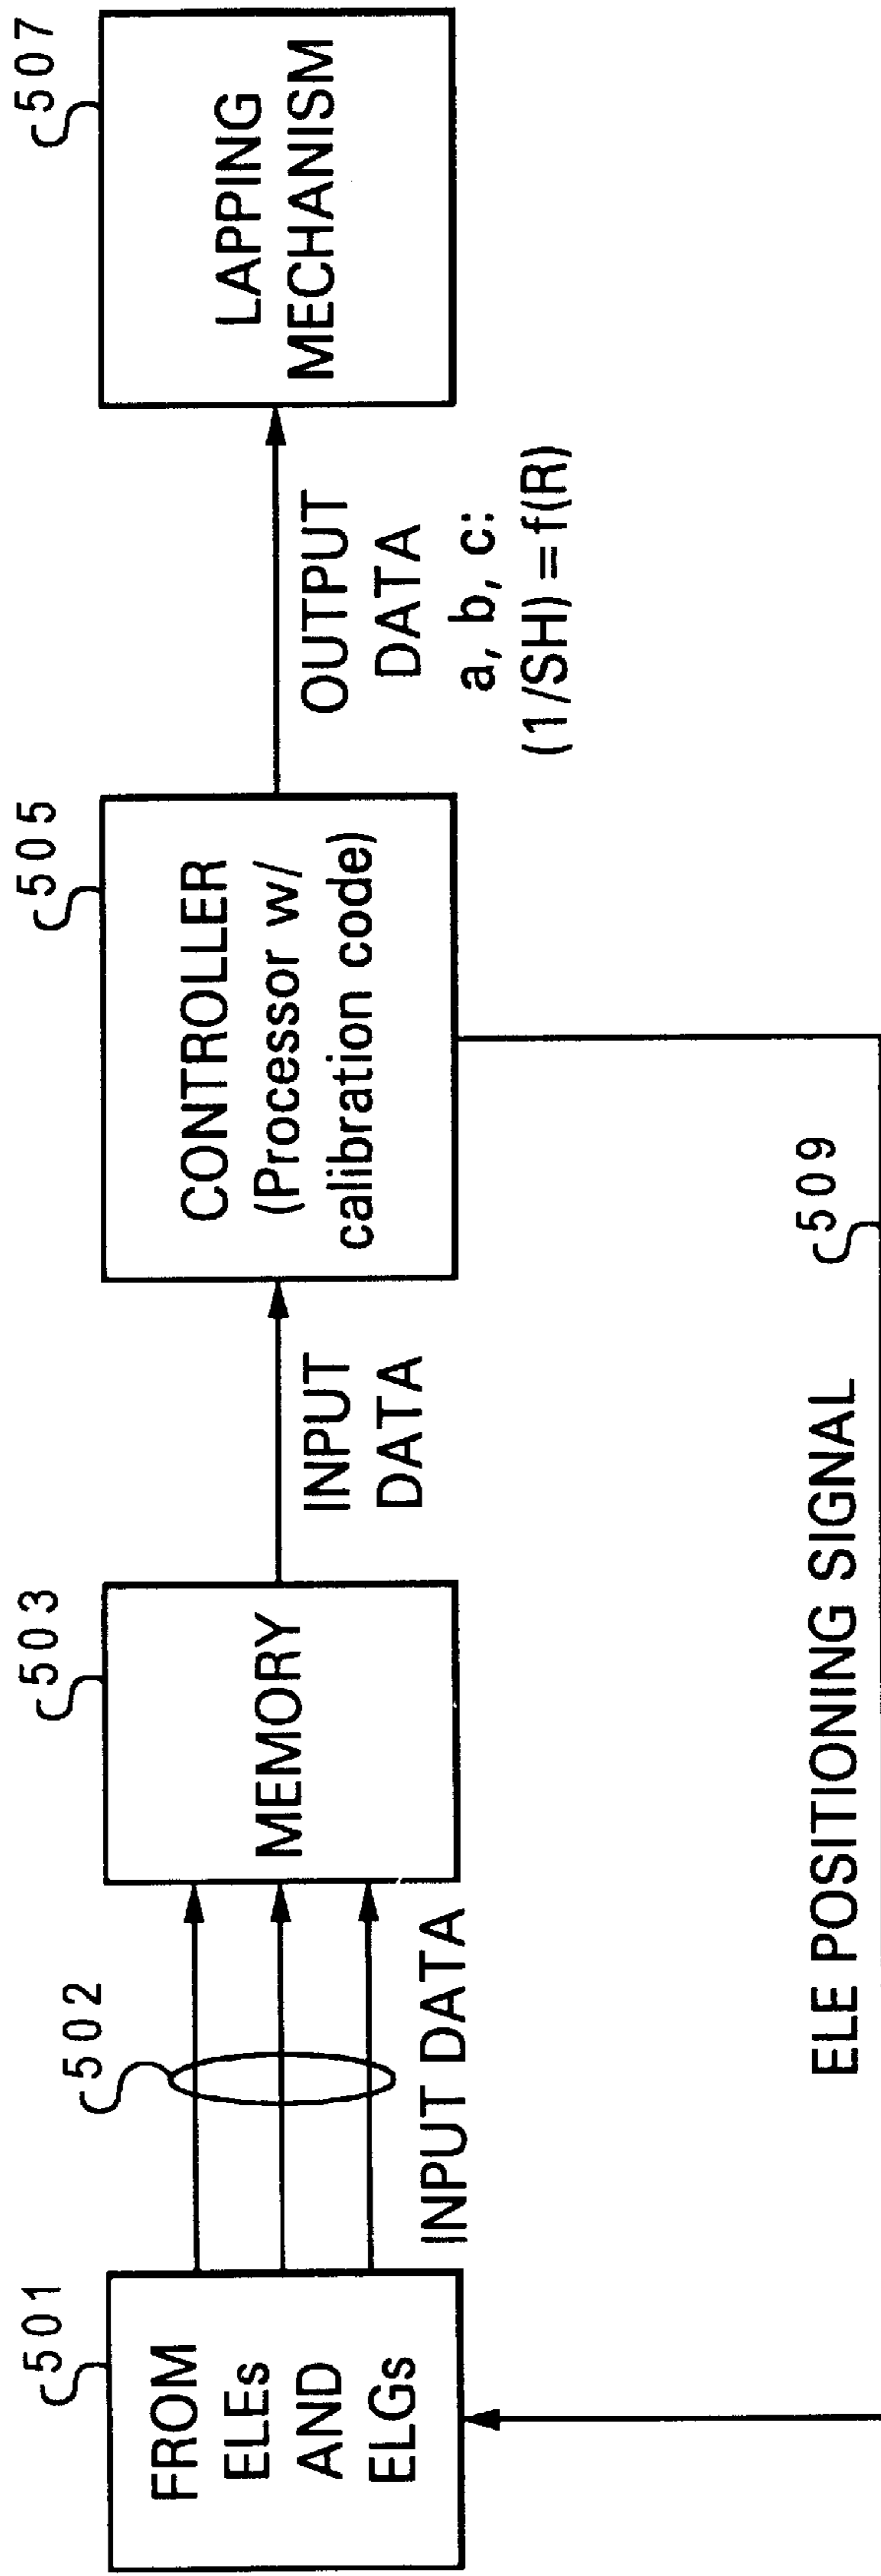 501
FROM
ELEs
AND
ELGs
502
INPUT DATA
503
MEMORY
INPUT
DATA
505
CONTROLLER
(Processor w/
calibration code)
OUTPUT
DATA
a, b, c:
(1/SH) = f(R)
507
LAPPING
MECHANISM
ELE POSITIONING SIGNAL
509